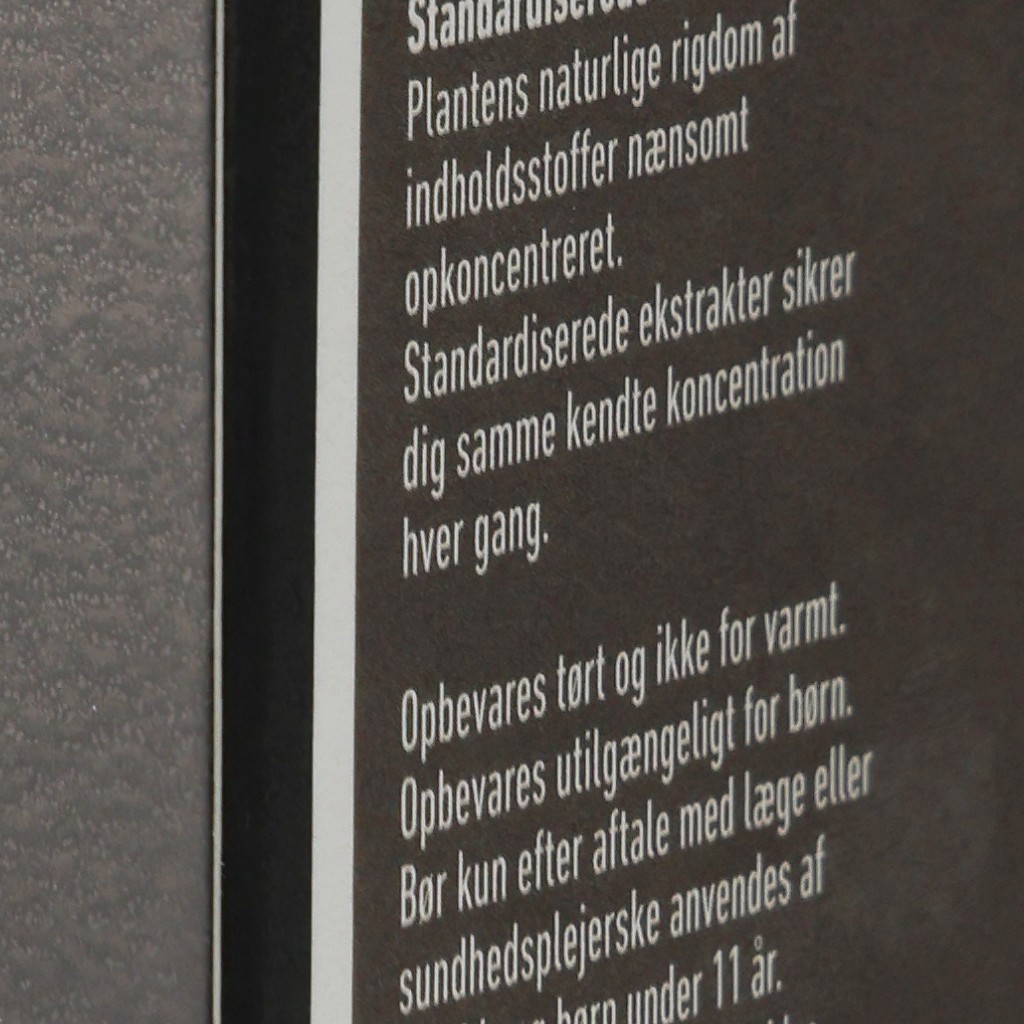 Standardiserede
Plantens naturlige rigdom af
indholdsstoffer nænsomt
opkoncentreret.
Standardiserede ekstrakter sikrer
dig samme kendte koncentration
hver gang.
Opbevares tørt og ikke for varmt.
Opbevares utilgængeligt for børn.
Bør kun efter aftale med læge eller
sundhedsplejerske anvendes af
børn under 11 år.